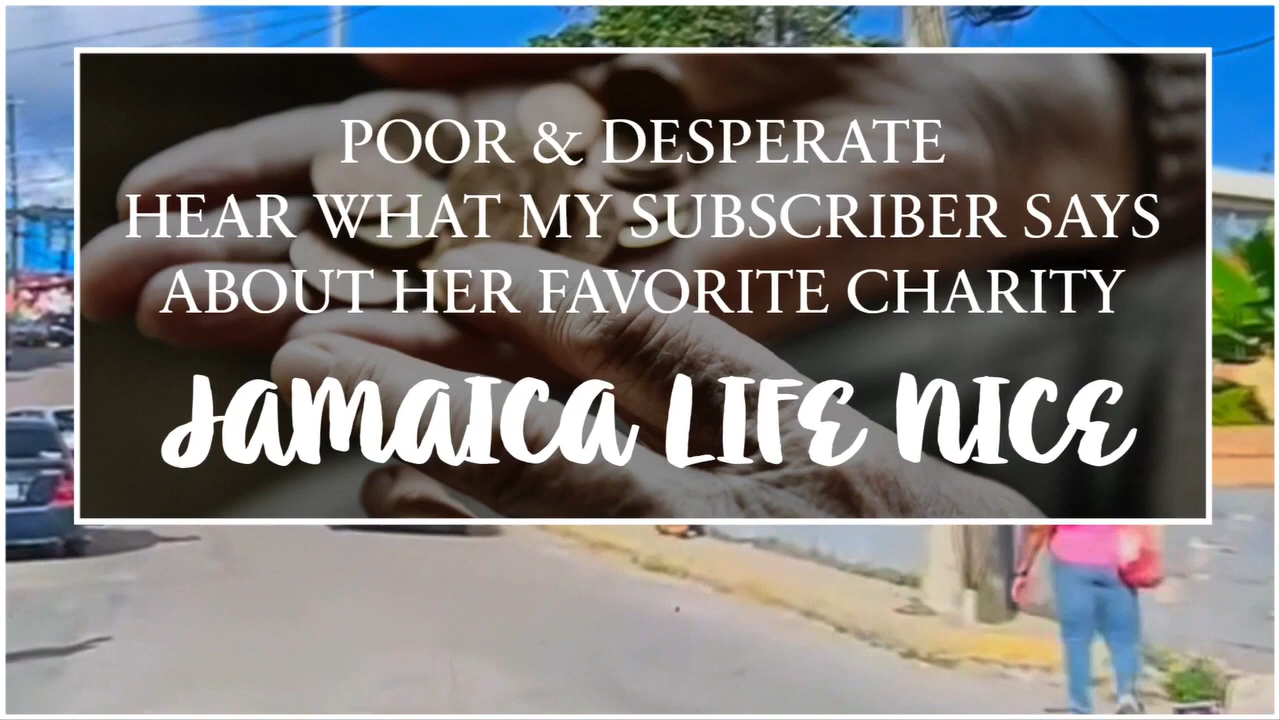 POOR & DESPERATE
HEAR WHAT MY SUBSCRIBER SAYS
ABOUT HER FAVORITE CHARITY
JAMAICA LIFE NICE